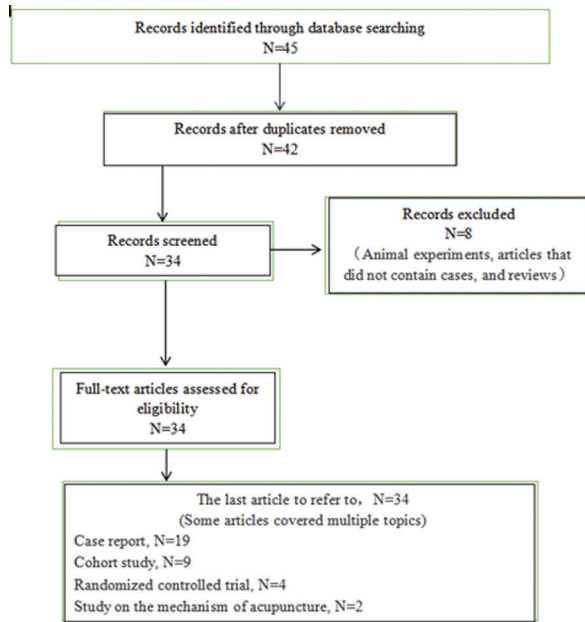 Records identified through database searching
N=45
Records after duplicates removed
N=42
Records screened
N=34
Records excluded
N=8
（Animal experiments, articles that
did not contain cases, and reviews）
Full-text articles assessed for
eligibility
N=34
The last article to refer to，N=34
(Some articles covered multiple topics)
Case report, N=19
Cohort study, N=9
Randomized controlled trial, N=4
Study on the mechanism of acupuncture, N=2